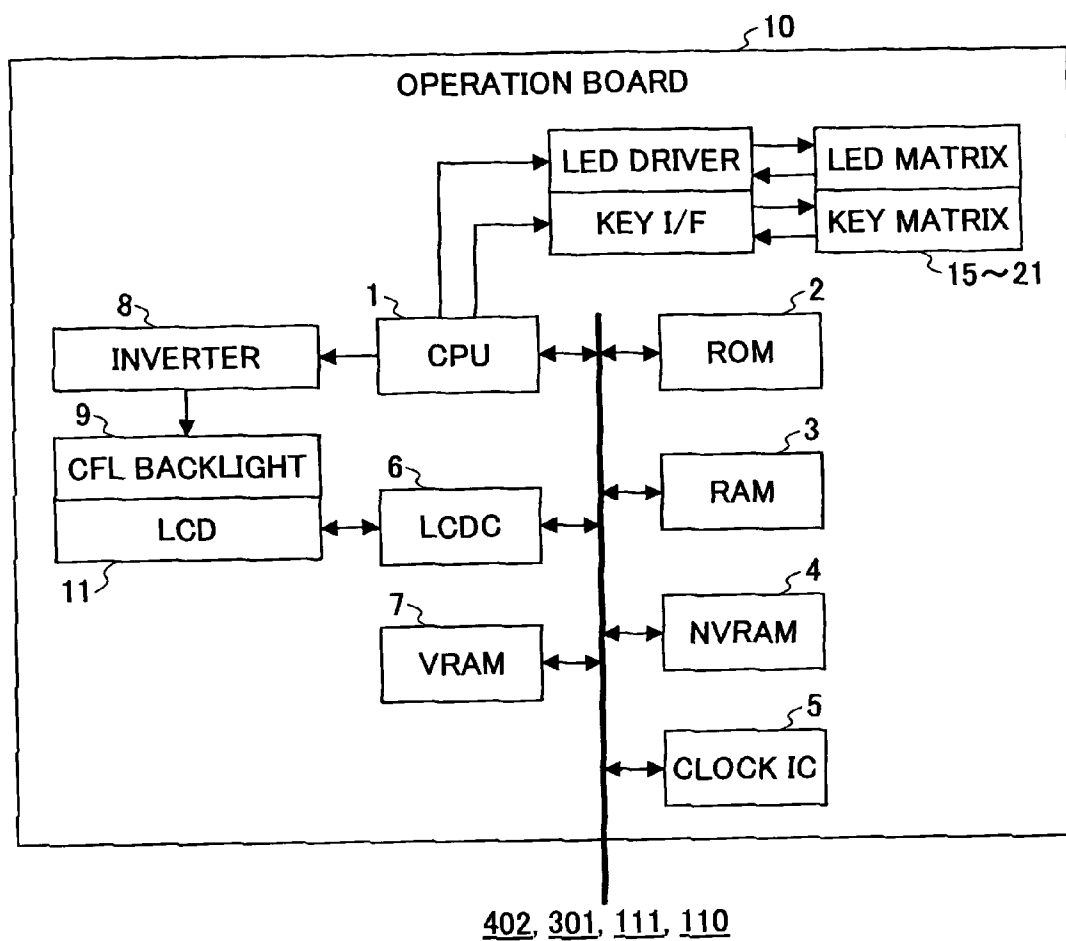 10
OPERATION BOARD
LED DRIVER
LED MATRIX
KEY I/F
KEY MATRIX
15～21
1
2
8
CPU
ROM
INVERTER
9
3
CFL BACKLIGHT
6
RAM
LCD
LCDC
11
4
7
NVRAM
VRAM
5
CLOCK IC
402, 301, 111, 110